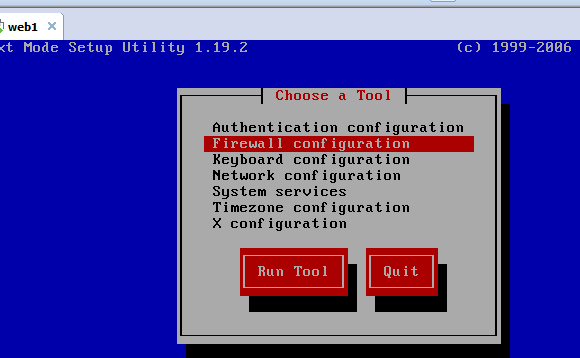 web1
xt Mode Setup Utility 1.19.2 (c) 1999-2006
Choose a Tool
Authentication configuration
Firewall configuration
Keyboard configuration
Network configuration
System services
Timezone configuration
X configuration
Run Tool Quit